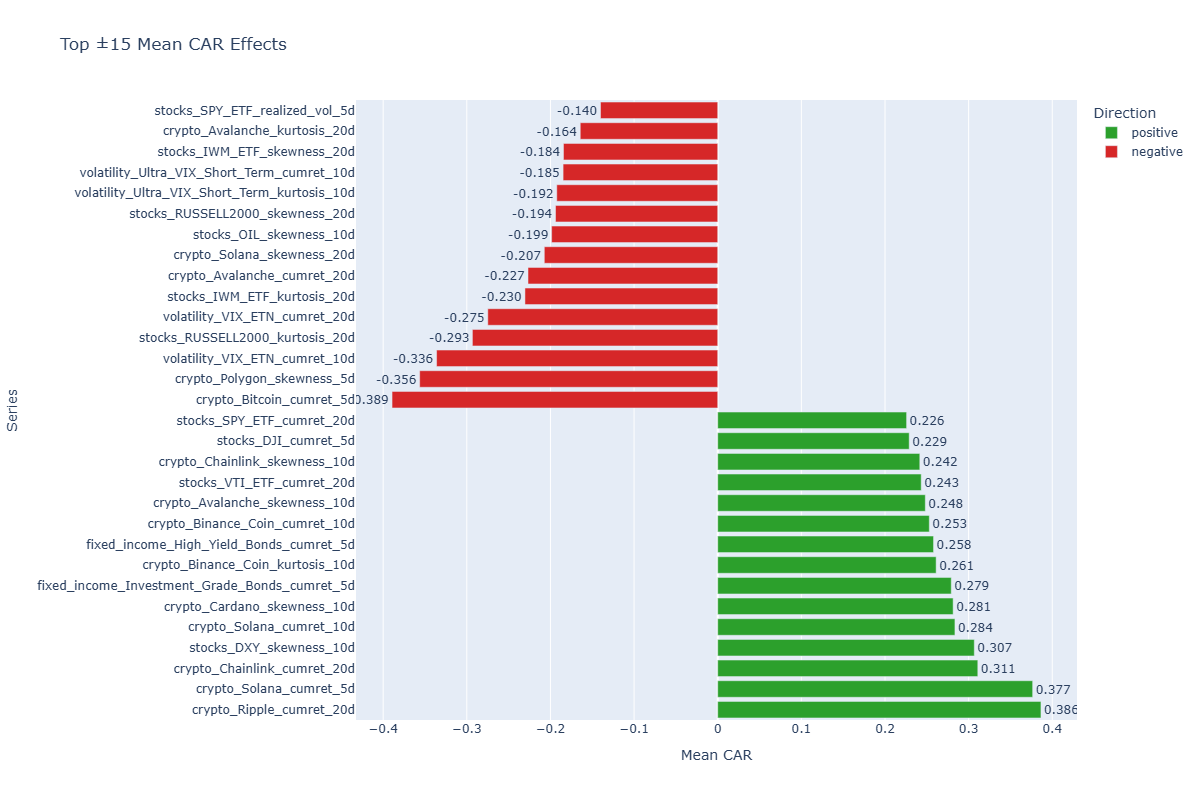 Top ±15 Mean CAR Effects
Direction
positive
negative
Series
stocks_SPY_ETF_realized_vol_5d -0.140
crypto_Avalanche_kurtosis_20d -0.164
stocks_IWM_ETF_skewness_20d -0.184
volatility_Ultra_VIX_Short_Term_cumret_10d -0.185
volatility_Ultra_VIX_Short_Term_kurtosis_10d -0.192
stocks_RUSSELL2000_skewness_20d -0.194
stocks_OIL_skewness_10d -0.199
crypto_Solana_skewness_20d -0.207
crypto_Avalanche_cumret_20d -0.227
stocks_IWM_ETF_kurtosis_20d -0.230
volatility_VIX_ETN_cumret_20d -0.275
stocks_RUSSELL2000_kurtosis_20d -0.293
volatility_VIX_ETN_cumret_10d -0.336
crypto_Polygon_skewness_5d -0.356
crypto_Bitcoin_cumret_5d 0.389
stocks_SPY_ETF_cumret_20d 0.226
stocks_DJI_cumret_5d 0.229
crypto_Chainlink_skewness_10d 0.242
stocks_VTI_ETF_cumret_20d 0.243
crypto_Avalanche_skewness_10d 0.248
crypto_Binance_Coin_cumret_10d 0.253
fixed_income_High_Yield_Bonds_cumret_5d 0.258
crypto_Binance_Coin_kurtosis_10d 0.261
fixed_income_Investment_Grade_Bonds_cumret_5d 0.279
crypto_Cardano_skewness_10d 0.281
crypto_Solana_cumret_10d 0.284
stocks_DXY_skewness_10d 0.307
crypto_Chainlink_cumret_20d 0.311
crypto_Solana_cumret_5d 0.377
crypto_Ripple_cumret_20d 0.386
−0.4 −0.3 −0.2 −0.1 0 0.1 0.2 0.3 0.4
Mean CAR